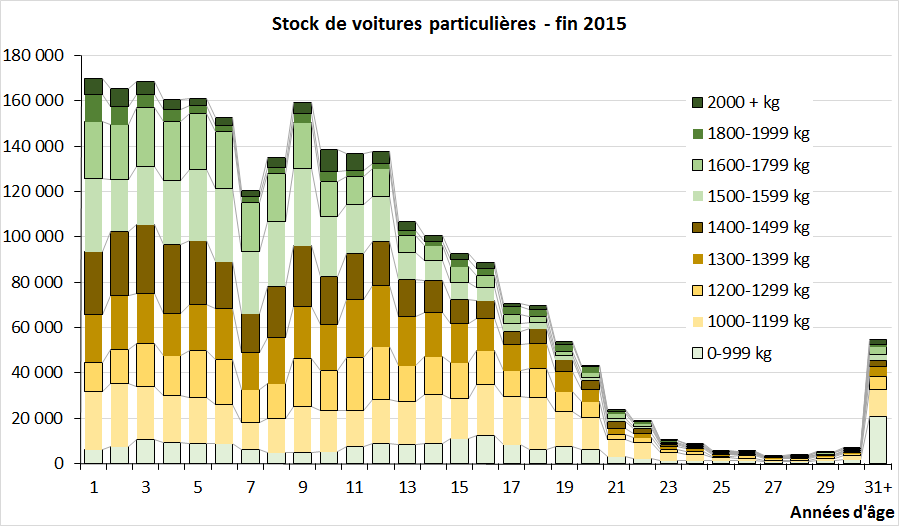 Stock de voitures particulières - fin 2015
180 000
160 000
140 000
120 000
100 000
80 000
60 000
40 000
20 000
0
2000 + kg
1800-1999 kg
1600-1799 kg
1500-1599 kg
1400-1499 kg
1300-1399 kg
1200-1299 kg
1000-1199 kg
0-999 kg
1 3 5 7 9 11 13 15 17 19 21 23 25 27 29 31+
Années d'âge